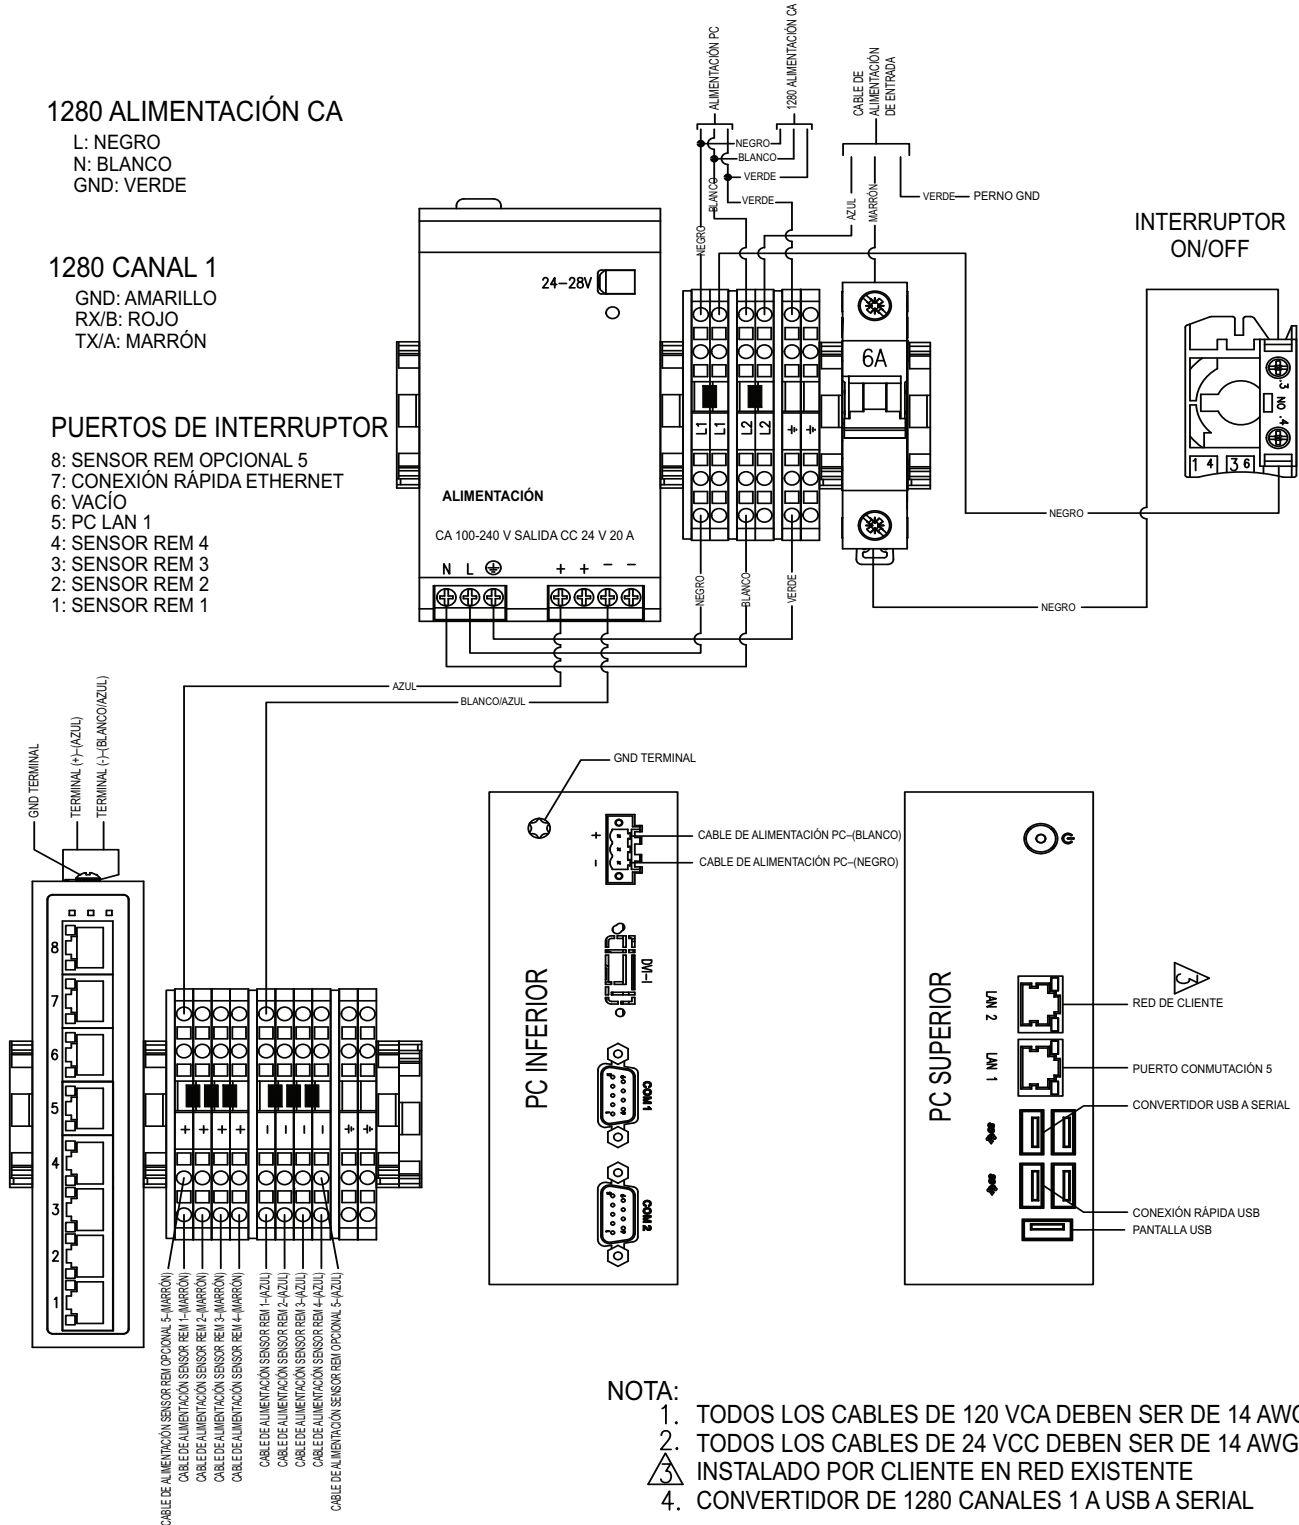 1280 ALIMENTACIÓN CA
L: NEGRO
N: BLANCO
GND: VERDE
1280 CANAL 1
GND: AMARILLO
RX/B: ROJO
TX/A: MARRÓN
PUERTOS DE INTERRUPTOR
8: SENSOR REM OPCIONAL 5
7: CONEXIÓN RÁPIDA ETHERNET
6: VACÍO
5: PC LAN 1
4: SENSOR REM 4
3: SENSOR REM 3
2: SENSOR REM 2
1: SENSOR REM 1
ALIMENTACIÓN PC
1280 ALIMENTACIÓN CA
CABLE DE
ALIMENTACIÓN
DE ENTRADA
NEGRO
BLANCO
VERDE
VERDE
BLANCO
NEGRO
AZUL
MARRÓN
VERDE
PERNO GND
INTERRUPTOR
ON/OFF
24–28V
ALIMENTACIÓN
CA 100-240 V SALIDA CC 24 V 20 A
N L + + – –
L1 L1 L2 L2
6A
.3 NO .4
1 4 3 6
NEGRO
NEGRO
NEGRO
BLANCO
VERDE
AZUL
BLANCO/AZUL
GND TERMINAL
TERMINAL (+)–(AZUL)
TERMINAL (-)–(BLANCO/AZUL)
8
7
6
5
4
3
2
1
+ + + + – – – –
CABLE DE ALIMENTACIÓN SENSOR REM OPCIONAL 5–(MARRÓN)
CABLE DE ALIMENTACIÓN SENSOR REM 1–(MARRÓN)
CABLE DE ALIMENTACIÓN SENSOR REM 2–(MARRÓN)
CABLE DE ALIMENTACIÓN SENSOR REM 3–(MARRÓN)
CABLE DE ALIMENTACIÓN SENSOR REM 4–(MARRÓN)
CABLE DE ALIMENTACIÓN SENSOR REM 1–(AZUL)
CABLE DE ALIMENTACIÓN SENSOR REM 2–(AZUL)
CABLE DE ALIMENTACIÓN SENSOR REM 3–(AZUL)
CABLE DE ALIMENTACIÓN SENSOR REM 4–(AZUL)
CABLE DE ALIMENTACIÓN SENSOR REM OPCIONAL 5–(AZUL)
GND TERMINAL
+
–
CABLE DE ALIMENTACIÓN PC–(BLANCO)
CABLE DE ALIMENTACIÓN PC–(NEGRO)
DVI–I
PC INFERIOR
COM 1
COM 2
PC SUPERIOR
LAN 2
LAN 1
3
RED DE CLIENTE
PUERTO CONMUTACIÓN 5
CONVERTIDOR USB A SERIAL
CONEXIÓN RÁPIDA USB
PANTALLA USB
NOTA:
1. TODOS LOS CABLES DE 120 VCA DEBEN SER DE 14 AWG
2. TODOS LOS CABLES DE 24 VCC DEBEN SER DE 14 AWG
3 INSTALADO POR CLIENTE EN RED EXISTENTE
4. CONVERTIDOR DE 1280 CANALES 1 A USB A SERIAL